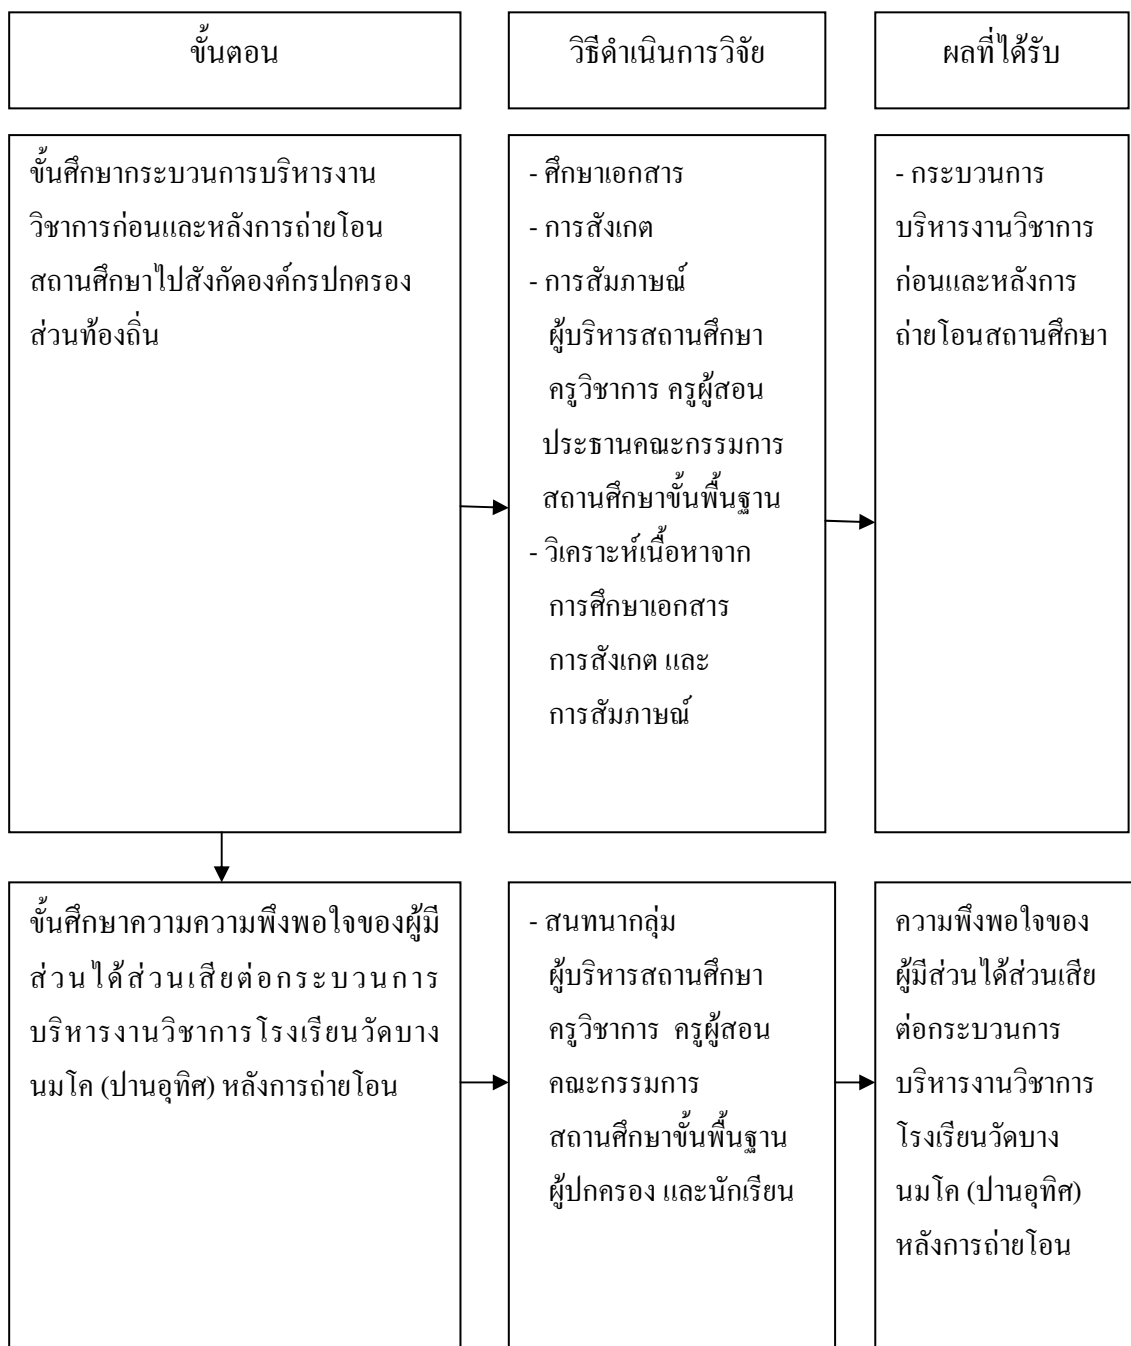 ขั้นตอน
วิธีดำเนินการวิจัย
ผลที่ได้รับ
ขั้นศึกษากระบวนการบริหารงาน
วิชาการก่อนและหลังการถ่ายโอน
สถานศึกษาไปสังกัดองค์กรปกครอง
ส่วนท้องถิ่น
- ศึกษาเอกสาร
- การสังเกต
- การสัมภาษณ์
ผู้บริหารสถานศึกษา
ครูวิชาการ ครูผู้สอน
ประธานคณะกรรมการ
สถานศึกษาขั้นพื้นฐาน
- วิเคราะห์เนื้อหาจาก
การศึกษาเอกสาร
การสังเกต และ
การสัมภาษณ์
- กระบวนการ
บริหารงานวิชาการ
ก่อนและหลังการ
ถ่ายโอนสถานศึกษา
ขั้นศึกษาความความพึงพอใจของผู้มี
ส่วนได้ส่วนเสียต่อกระบวนการ
บริหารงานวิชาการโรงเรียนวัดบาง
นมโค (ปานอุทิศ) หลังการถ่ายโอน
- สนทนากลุ่ม
ผู้บริหารสถานศึกษา
ครูวิชาการ ครูผู้สอน
คณะกรรมการ
สถานศึกษาขั้นพื้นฐาน
ผู้ปกครอง และนักเรียน
ความพึงพอใจของ
ผู้มีส่วนได้ส่วนเสีย
ต่อกระบวนการ
บริหารงานวิชาการ
โรงเรียนวัดบาง
นมโค (ปานอุทิศ)
หลังการถ่ายโอน